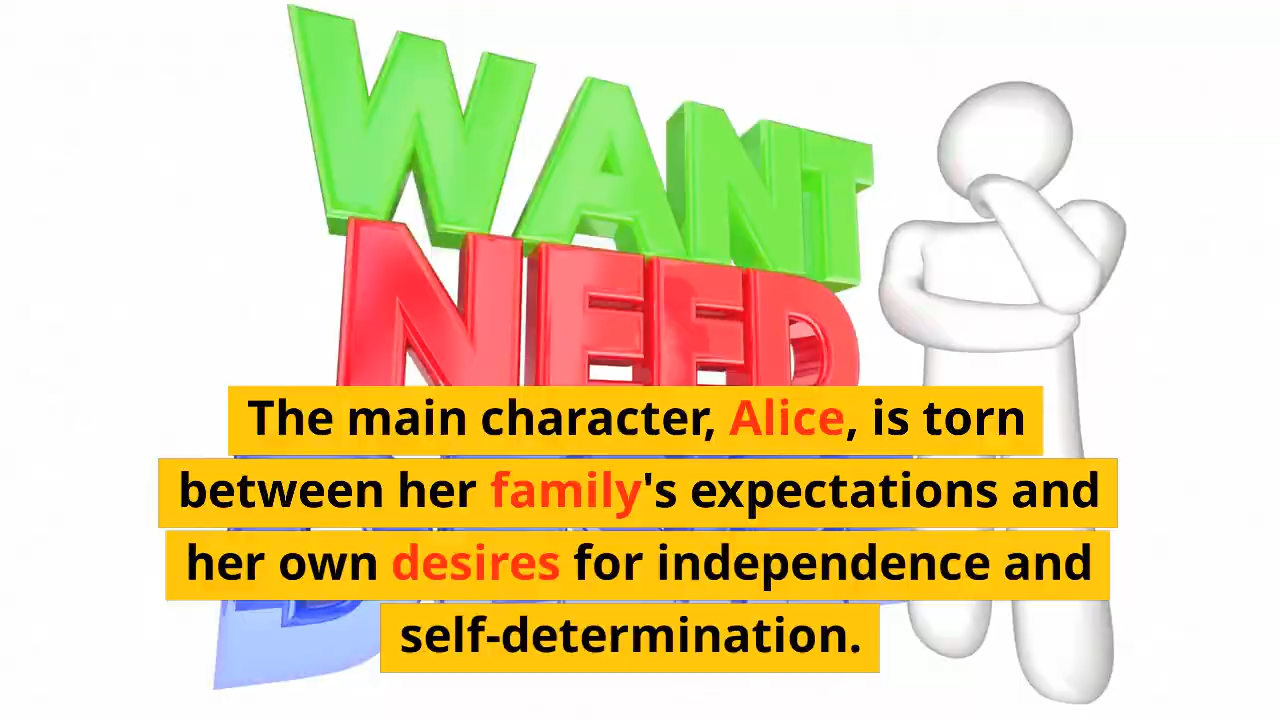 WANT
NEED
The main character, Alice, is torn
between her family's expectations and
her own desires for independence and
self-determination.